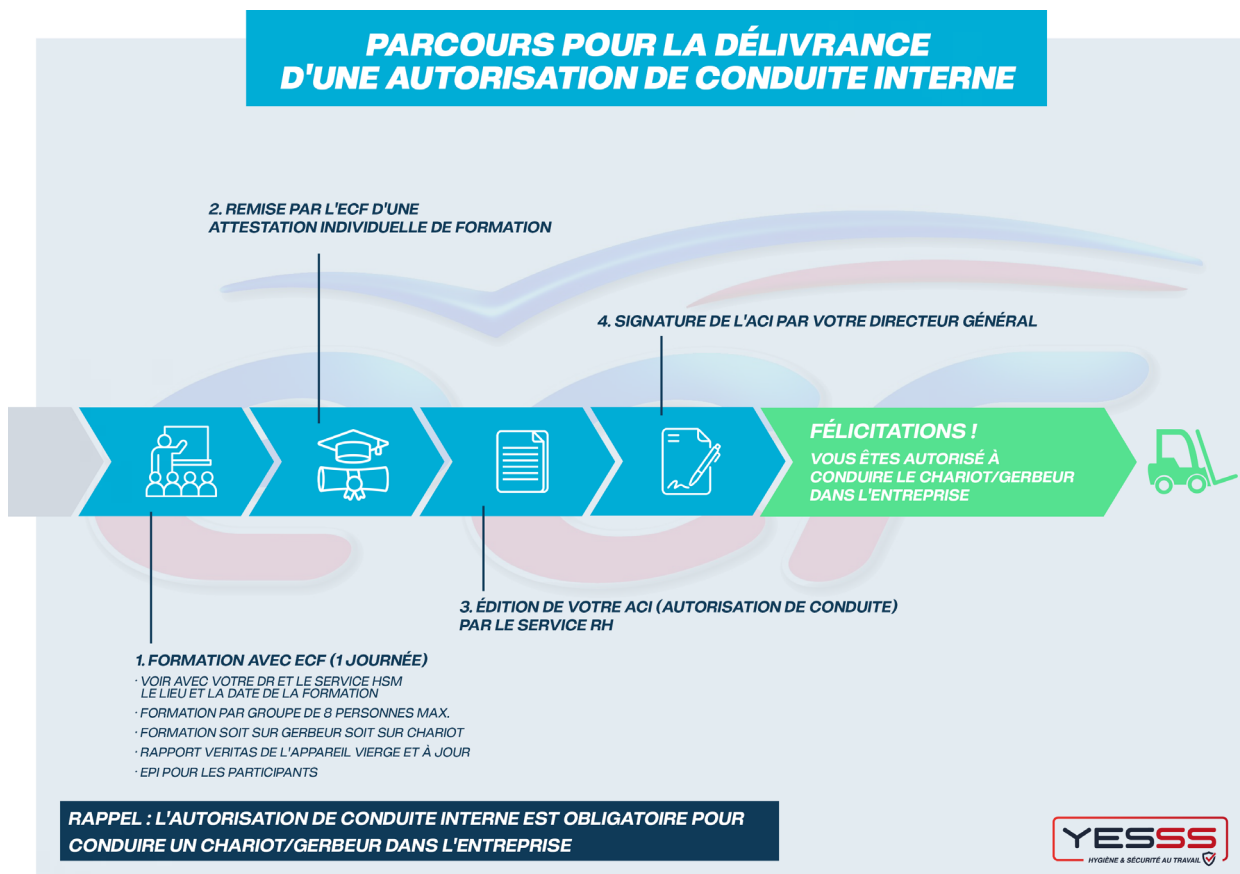 PARCOURS POUR LA DÉLIVRANCE
D'UNE AUTORISATION DE CONDUITE INTERNE
2. REMISE PAR L'ECF D'UNE
ATTESTATION INDIVIDUELLE DE FORMATION
4. SIGNATURE DE L'ACI PAR VOTRE DIRECTEUR GÉNÉRAL
ecf
FÉLICITATIONS !
VOUS ÊTES AUTORISÉ À
CONDUIRE LE CHARIOT/GERBEUR
DANS L'ENTREPRISE
3. ÉDITION DE VOTRE ACI (AUTORISATION DE CONDUITE)
PAR LE SERVICE RH
1. FORMATION AVEC ECF (1 JOURNÉE)
· VOIR AVEC VOTRE DR ET LE SERVICE HSM
LE LIEU ET LA DATE DE LA FORMATION
· FORMATION PAR GROUPE DE 8 PERSONNES MAX.
· FORMATION SOIT SUR GERBEUR SOIT SUR CHARIOT
· RAPPORT VERITAS DE L'APPAREIL VIERGE ET À JOUR
· EPI POUR LES PARTICIPANTS
RAPPEL : L'AUTORISATION DE CONDUITE INTERNE EST OBLIGATOIRE POUR
CONDUIRE UN CHARIOT/GERBEUR DANS L'ENTREPRISE
YESSS
HYGIÈNE & SÉCURITÉ AU TRAVAIL